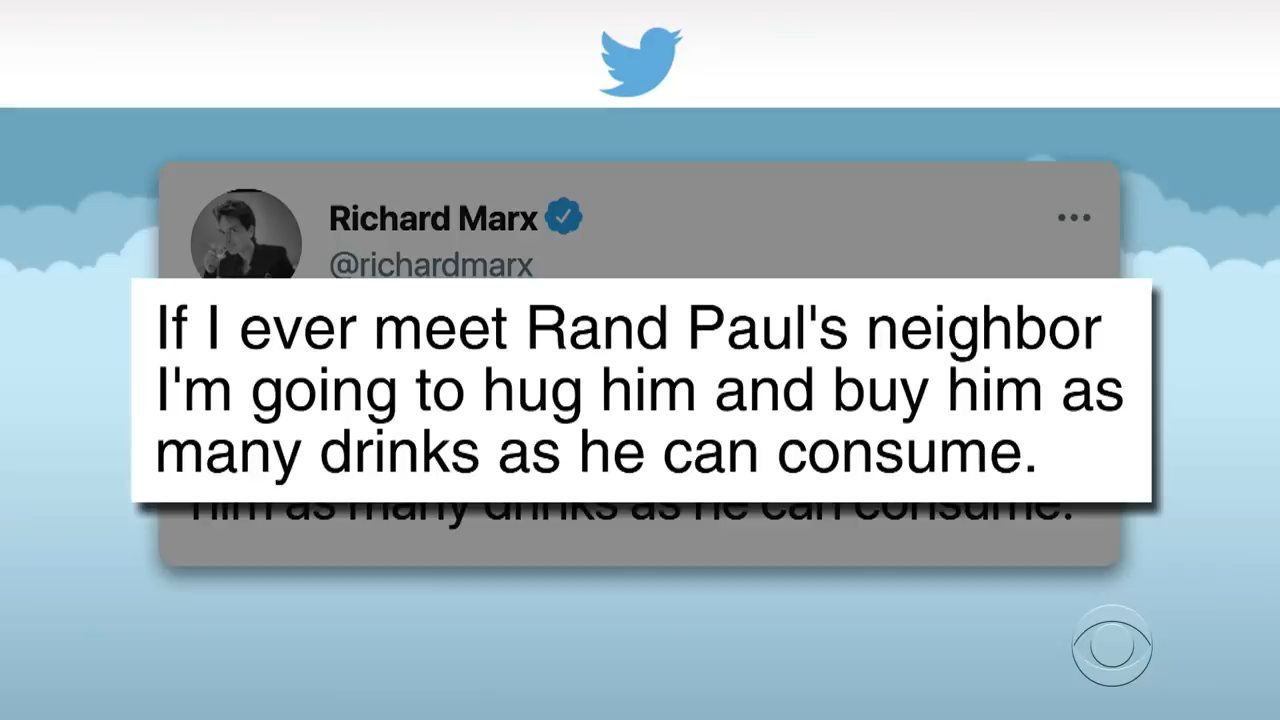 Richard Marx
@richardmarx
If I ever meet Rand Paul's neighbor
I'm going to hug him and buy him as
many drinks as he can consume.
him as many drinks as he can consume.